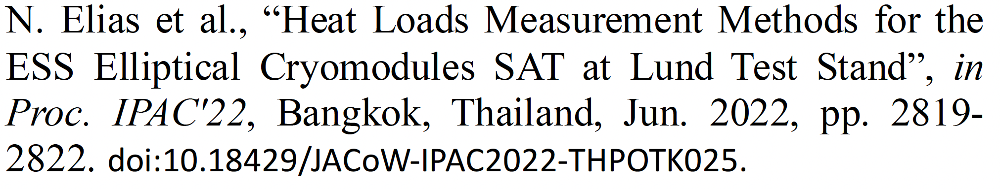 N. Elias et al., “Heat Loads Measurement Methods for the
ESS Elliptical Cryomodules SAT at Lund Test Stand”, in
Proc. IPAC'22, Bangkok, Thailand, Jun. 2022, pp. 2819-
2822. doi:10.18429/JACoW-IPAC2022-THPOTK025.